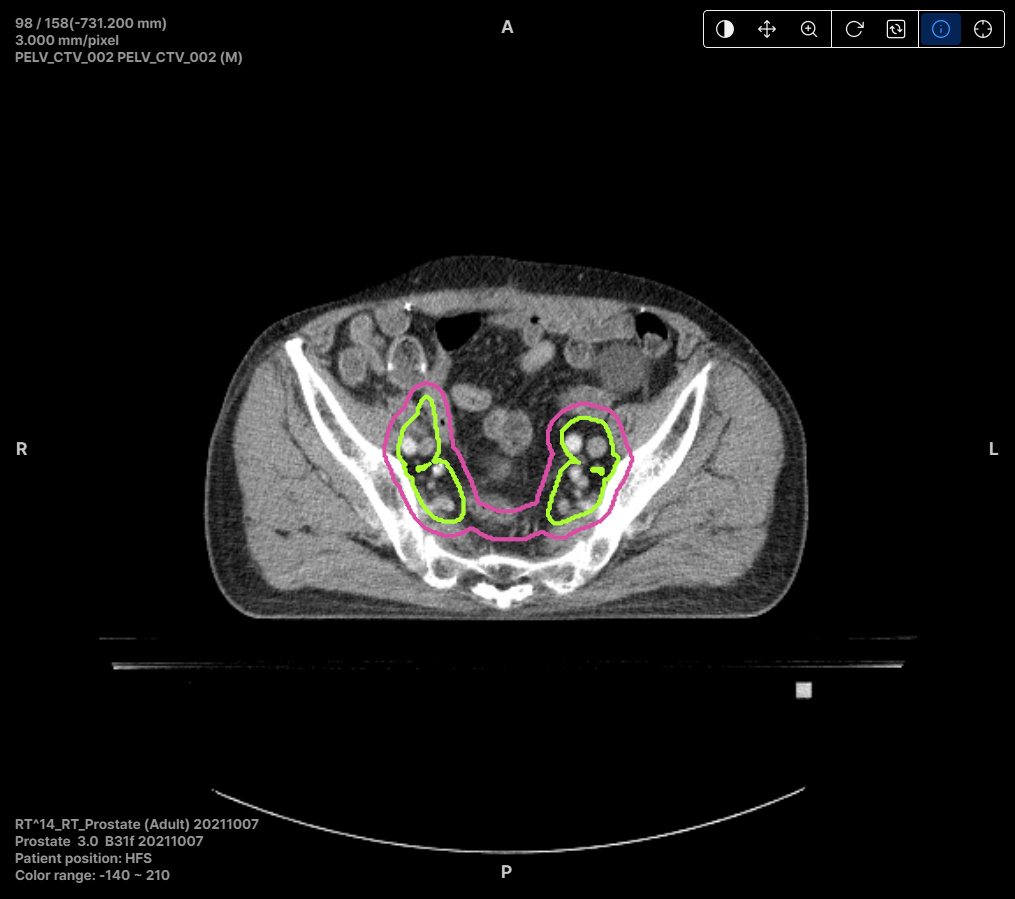 98 / 158(-731.200 mm)
3.000 mm/pixel
PELV_CTV_002 PELV_CTV_002 (M)
A
R
L
RT^14_RT_Prostate (Adult) 20211007
Prostate 3.0 B31f 20211007
Patient position: HFS
Color range: -140 ~ 210
P